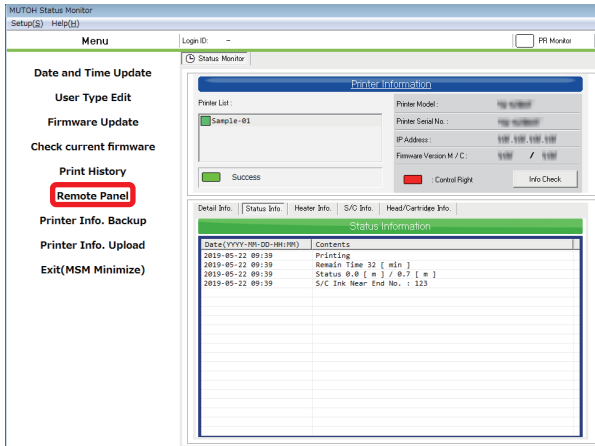 MUTOH Status Monitor
Setup(S) Help(H)
Menu
Login ID: –
PR Monitor
Status Monitor
Date and Time Update
User Type Edit
Firmware Update
Check current firmware
Print History
Remote Panel
Printer Info. Backup
Printer Info. Upload
Exit(MSM Minimize)
Printer Information
Printer List :
Sample-01
Success
Printer Model :
Printer Serial No. :
IP Address :
Firmware Version M / C : /
: Control Right
Info Check
Detail Info. Status Info. Heater Info. S/G Info. Head/Cartridge Info.
Status Information
Date(YYYY-MM-DD-HH:MM) Contents
2019-05-22 09:39 Printing
2019-05-22 09:39 Remain Time 32 [ min ]
2019-05-22 09:39 Status 0.0 [ m ] / 0.7 [ m ]
2019-05-22 09:39 S/C Ink Near End No. : 123